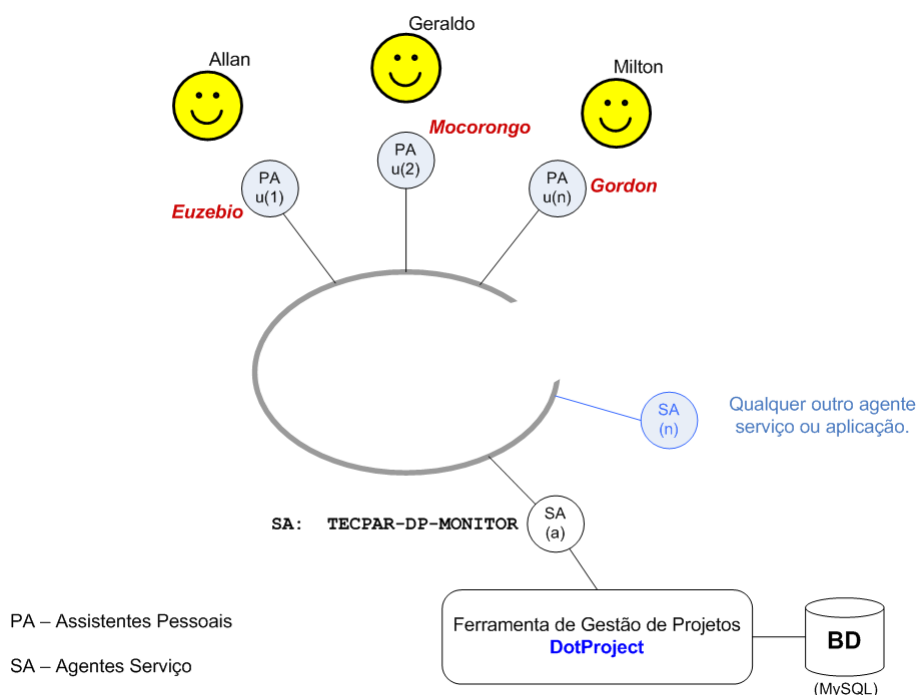 Geraldo
Allan
Milton
Mocorongo
PA
u(2)
PA
u(1)
PA
u(n)
Gordon
Euzebio
SA
(n)
Qualquer outro agente
serviço ou aplicação.
SA: TECPAR-DP-MONITOR
SA
(a)
PA – Assistentes Pessoais
SA – Agentes Serviço
Ferramenta de Gestão de Projetos
DotProject
BD
(MySQL)